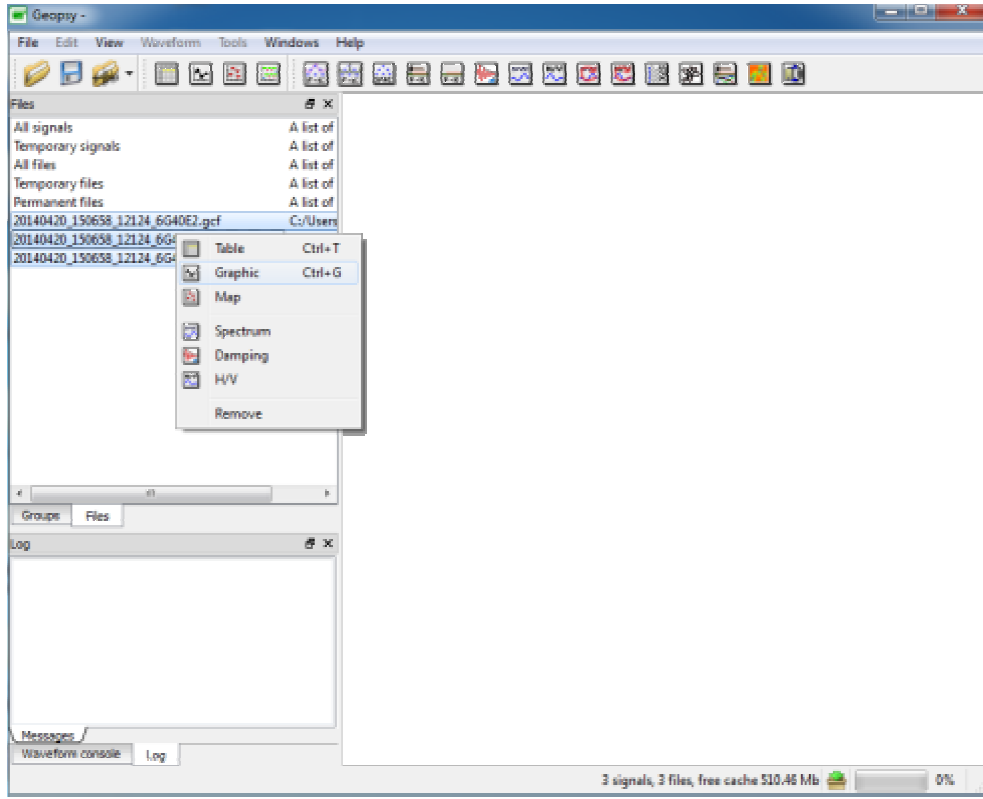 Geopsy -
File Edit View Waveform Tools Windows Help
Files
All signals A list of
Temporary signals A list of
All files A list of
Temporary files A list of
Permanent files A list of
20140420_150658_12124_6G40E2.gcf C:/Users
20140420_150658_12124_6G4
20140420_150658_12124_6G4
Table Ctrl+T
Graphic Ctrl+G
Map
Spectrum
Damping
H/V
Remove
Groups Files
Log
Messages
Waveform console Log
3 signals, 3 files, free cache 510.46 Mb 0%